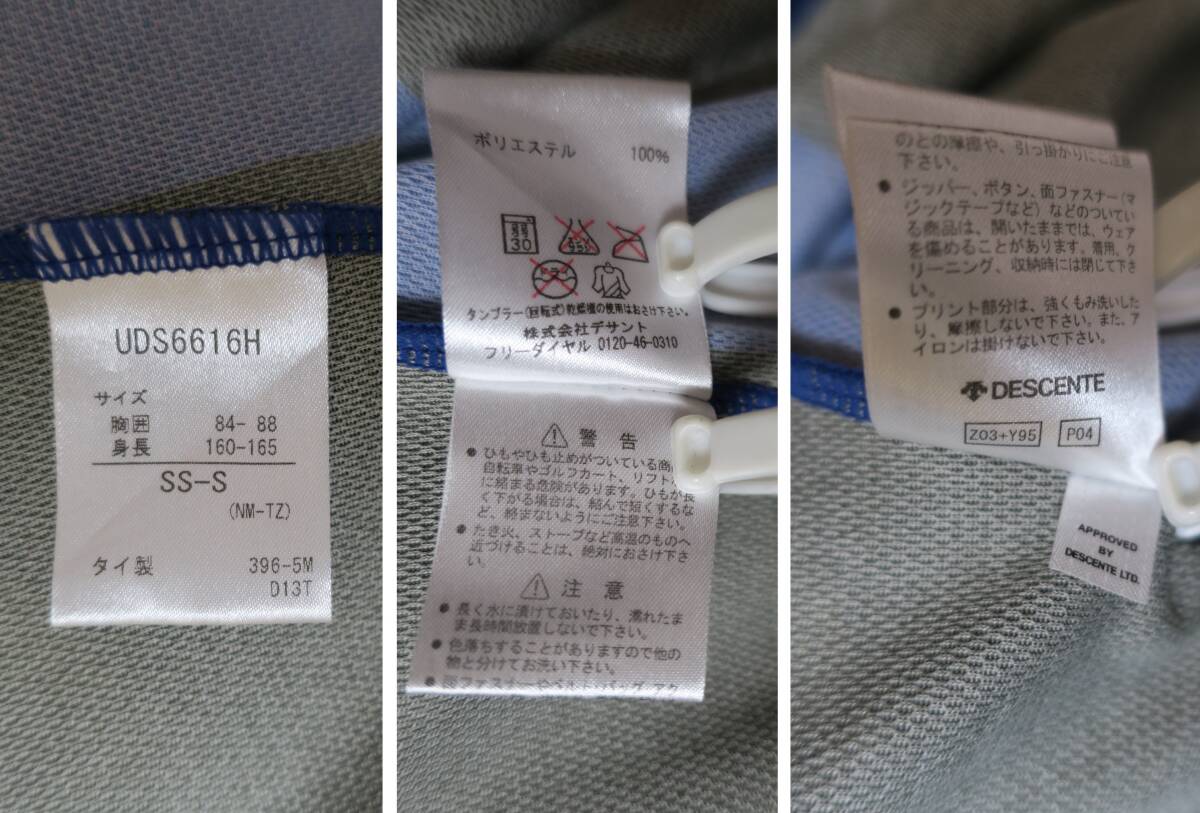 UDS6616H
サイズ
胸囲 84- 88
身長 160-165
SS-S
(NM-TZ)
タイ製 396-5M
D13T
ポリエステル 100%
弱
30
タンブラー(回転式)乾燥機の使用はおさけ下さい。
株式会社デサント
フリーダイヤル 0120-46-0310
警告
● ひもやひも止めがついている商
自転車やゴルフカート、リフト
に絡まる危険があります。ひもが長
く下がる場合は、結んで短くするな
ど、絡まないようにご注意下さい。
● たき火、ストーブなど高温のものへ
近づけることは、絶対におさけ下さ
い。
注意
● 長く水に漬けておいたり、濡れたま
ま長時間放置しないで下さい。
● 色落ちすることがありますので他の
物と分けてお洗い下さい。
のとの摩擦や、引っ掛かりにご注意
下さい。
● ジッパー、ボタン、面ファスナー(マ
ジックテープなど)などのついてい
る商品は、開いたままでは、ウェア
を傷めることがあります。着用、ク
リーニング、収納時には閉じて下さ
い。
● プリント部分は、強くもみ洗いした
り、摩擦しないで下さい。また、ア
イロンは掛けないで下さい。
DESCENTE
Z03+Y95 P04
APPROVED
BY
DESCENTE LTD.